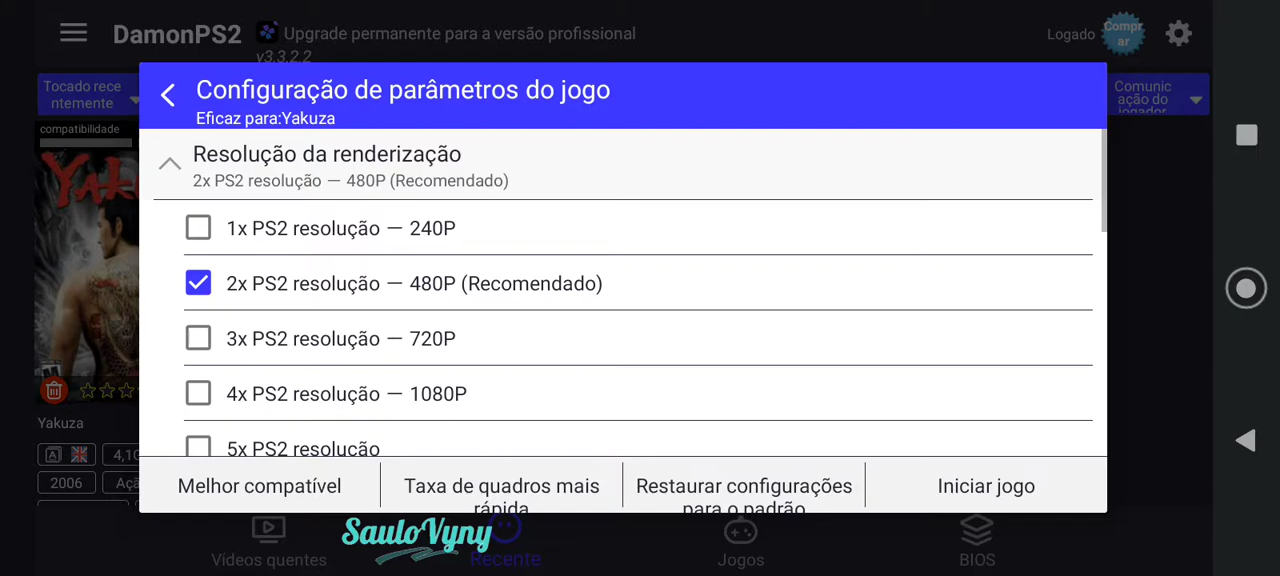 DamonPS2
Upgrade permanente para a versão profissional
v3.3.2.2
Logado
Compr
ar
Tocado rece
ntemente
Comunic
ação do
jogador
compatibilidade
Configuração de parâmetros do jogo
Eficaz para:Yakuza
Resolução da renderização
2x PS2 resolução — 480P (Recomendado)
1x PS2 resolução — 240P
2x PS2 resolução — 480P (Recomendado)
3x PS2 resolução — 720P
4x PS2 resolução — 1080P
5x PS2 resolução
Yakuza
A
4,1G
2006
Melhor compatível
Taxa de quadros mais
rápida
Restaurar configurações
para o padrão
Iniciar jogo
SauloVyny
Vídeos quentes
Recente
Jogos
BIOS